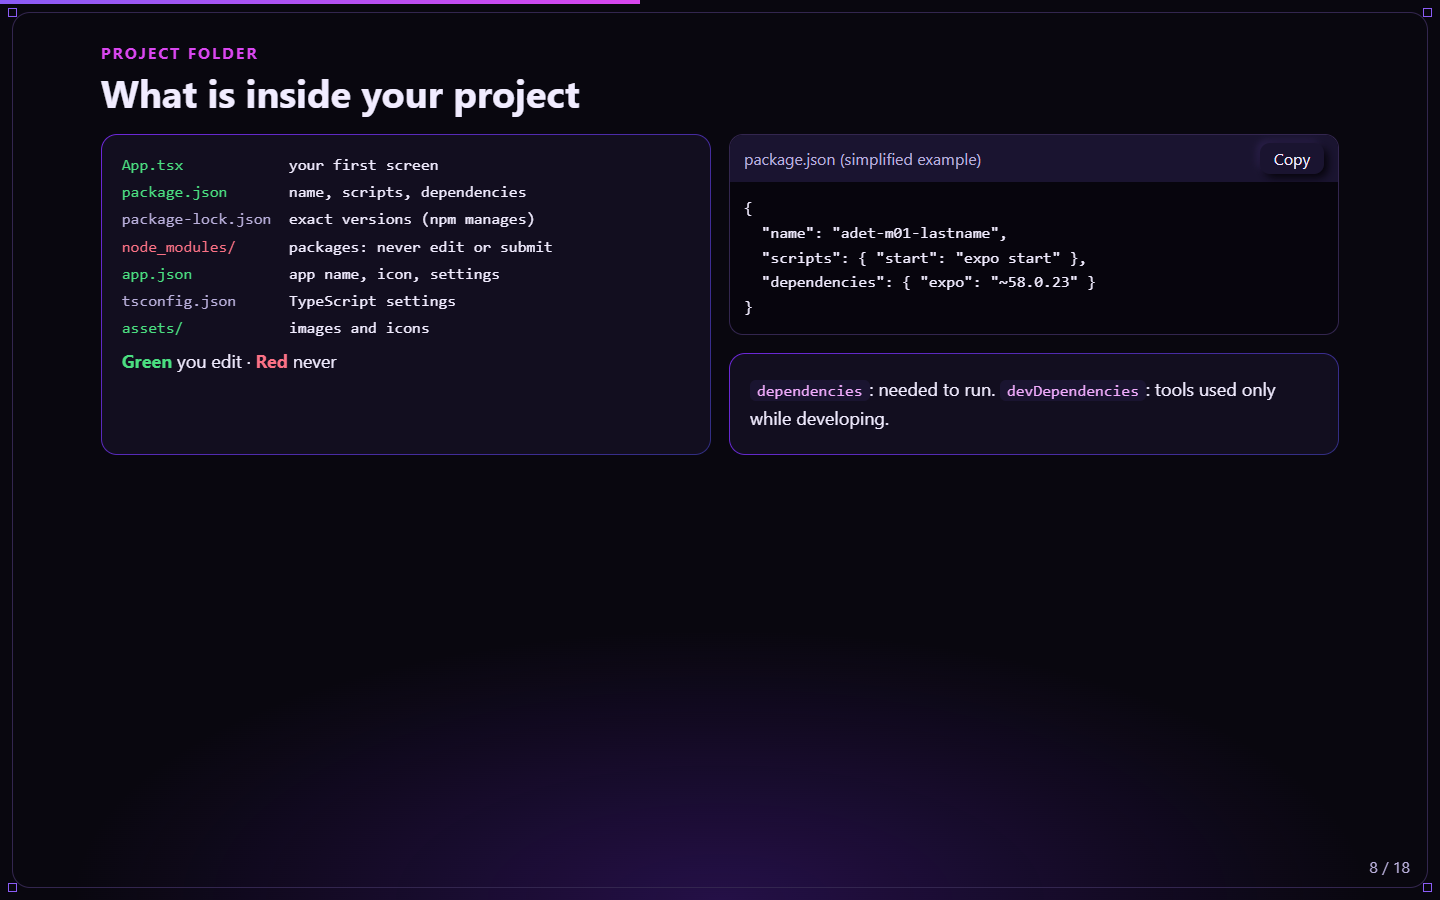 PROJECT FOLDER
What is inside your project
App.tsx your first screen
package.json name, scripts, dependencies
package-lock.json exact versions (npm manages)
node_modules/ packages: never edit or submit
app.json app name, icon, settings
tsconfig.json TypeScript settings
assets/ images and icons
Green you edit · Red never
package.json (simplified example)
Copy
{
"name": "adet-m01-lastname",
"scripts": { "start": "expo start" },
"dependencies": { "expo": "~58.0.23" }
}
dependencies: needed to run. devDependencies: tools used only
while developing.
8 / 18